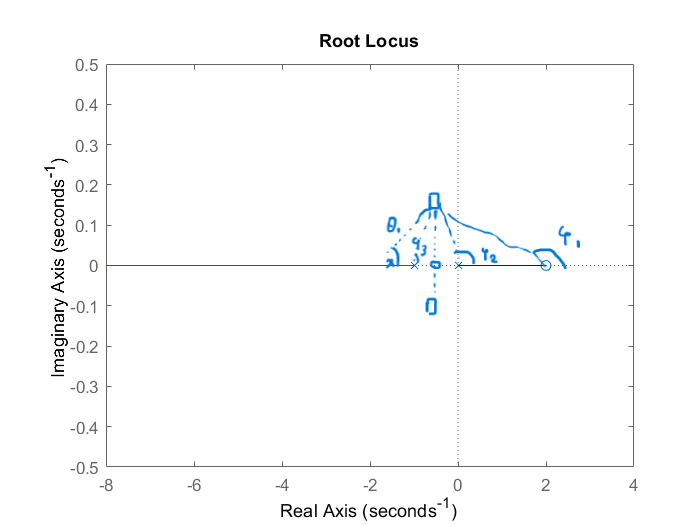 Root Locus
0.5
0.4
0.3
0.2
0.1
0
-0.1
-0.2
-0.3
-0.4
-0.5
Imaginary Axis (seconds⁻¹)
θ₁
φ₃
φ₂
φ₁
-8 -6 -4 -2 0 2 4
Real Axis (seconds⁻¹)